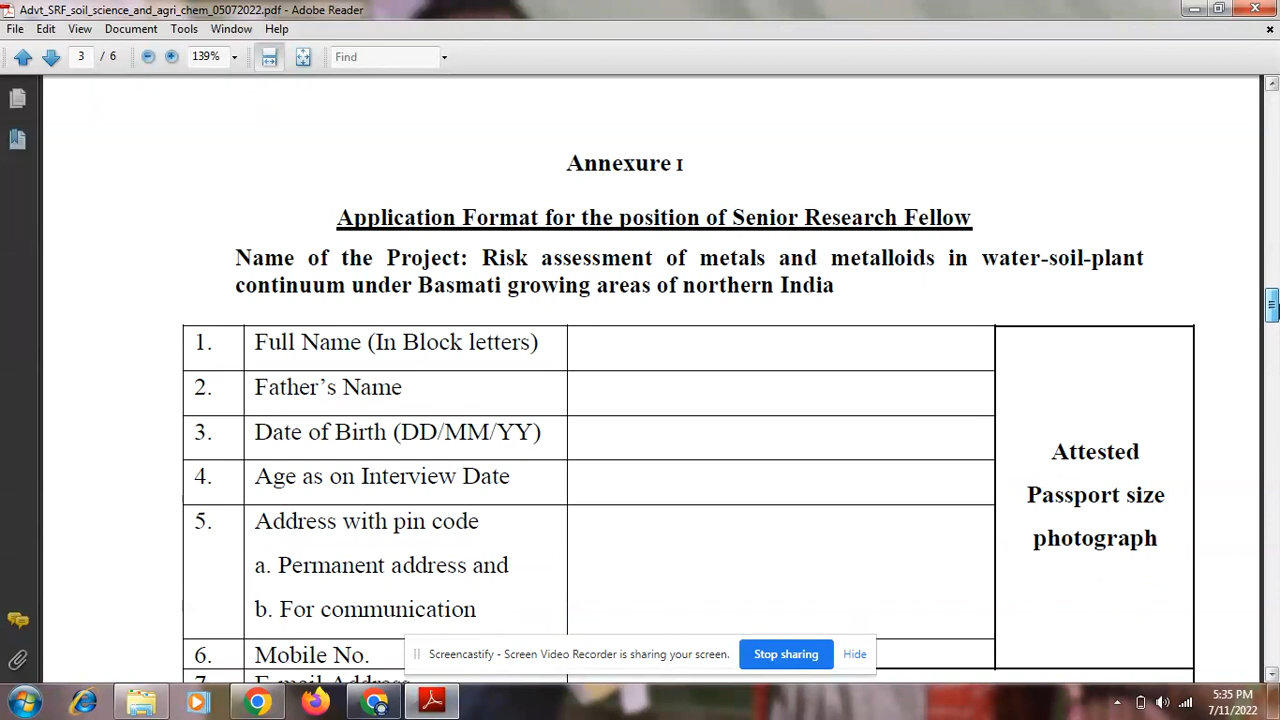 Advt_SRF_soil_science_and_agri_chem_05072022.pdf - Adobe Reader
File Edit View Document Tools Window Help
3 / 6 139% Find
Annexure I
Application Format for the position of Senior Research Fellow
Name of the Project: Risk assessment of metals and metalloids in water-soil-plant
continuum under Basmati growing areas of northern India
1. Full Name (In Block letters)
2. Father's Name
3. Date of Birth (DD/MM/YY)
4. Age as on Interview Date
5. Address with pin code
a. Permanent address and
b. For communication
Attested
Passport size
photograph
6. Mobile No.
7. E-mail Address
Screencastify - Screen Video Recorder is sharing your screen. Stop sharing Hide
5:35 PM
7/11/2022